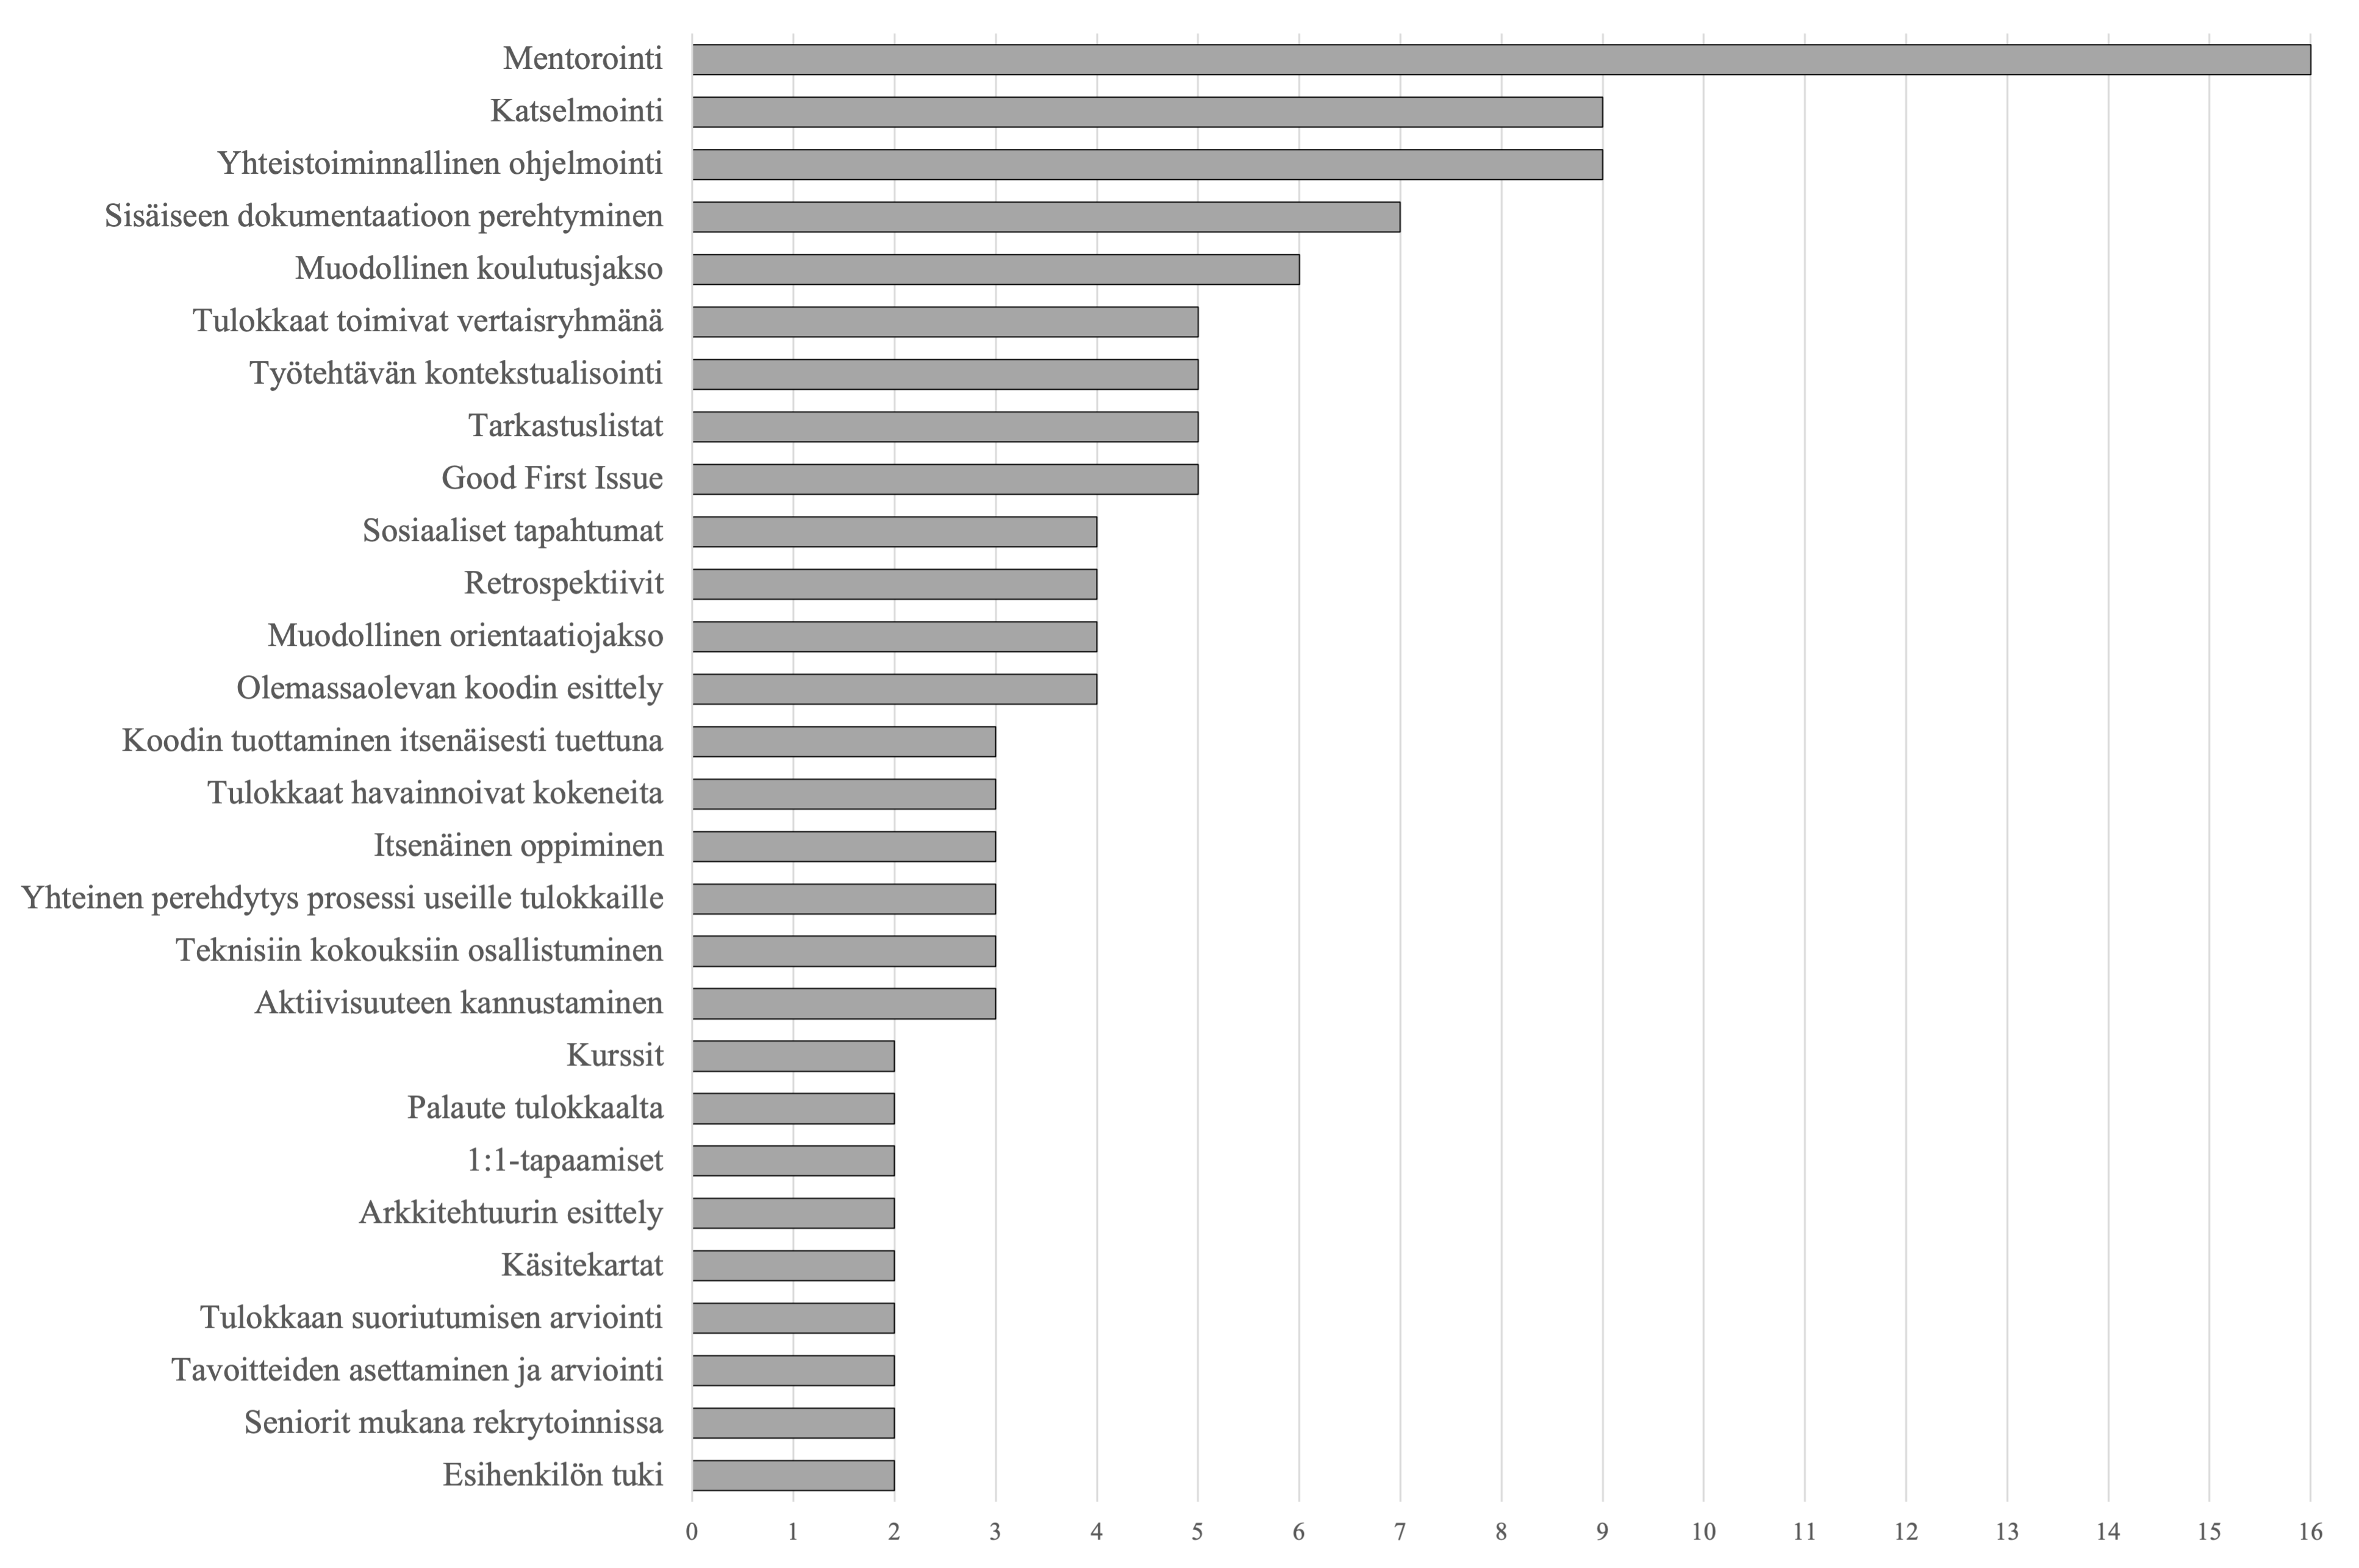 Mentorointi
Katselmointi
Yhteistoiminnallinen ohjelmointi
Sisäiseen dokumentaatioon perehtyminen
Muodollinen koulutusjakso
Tulokkaat toimivat vertaisryhmänä
Työtehtävän kontekstualisointi
Tarkastuslistat
Good First Issue
Sosiaaliset tapahtumat
Retrospektiivit
Muodollinen orientaatiojakso
Olemassaolevan koodin esittely
Koodin tuottaminen itsenäisesti tuettuna
Tulokkaat havainnoivat kokeneita
Itsenäinen oppiminen
Yhteinen perehdytys prosessi useille tulokkaille
Teknisiin kokouksiin osallistuminen
Aktiivisuuteen kannustaminen
Kurssit
Palaute tulokkaalta
1:1-tapaamiset
Arkkitehtuurin esittely
Käsitekartat
Tulokkaan suoriutumisen arviointi
Tavoitteiden asettaminen ja arviointi
Seniorit mukana rekrytoinnissa
Esihenkilön tuki
0 1 2 3 4 5 6 7 8 9 10 11 12 13 14 15 16